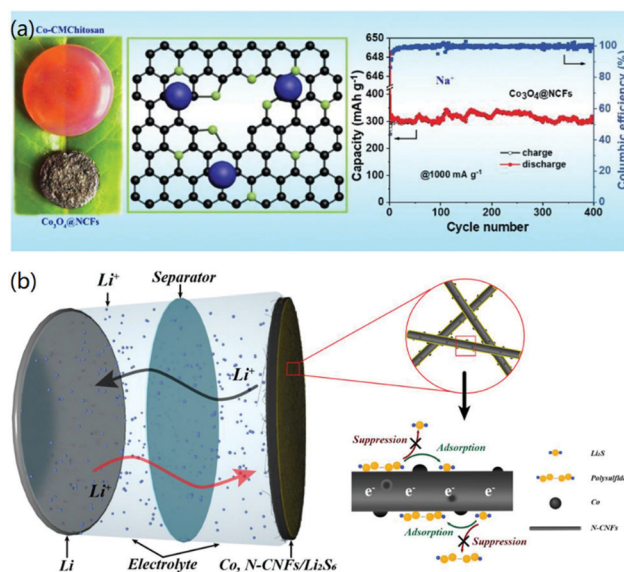 (a)
Co-CMChitosan
Co₃O₄@NCFs
650
648
646
400
300
200
100
0
Capacity (mAh g⁻¹)
Na⁺
Co₃O₄@NCFs
charge
discharge
@1000 mA g⁻¹
0 100 200 300 400
Cycle number
100
80
60
40
20
0
Columbic efficiency (%)
(b)
Li⁺
Separator
Li⁺
Li⁺
Li
Electrolyte
Co, N-CNFs/Li₂S₆
Suppression
Adsorption
e⁻ e⁻ e⁻ e⁻
Adsorption
Suppression
Li₂S
Polysulfide
Co
N-CNFs